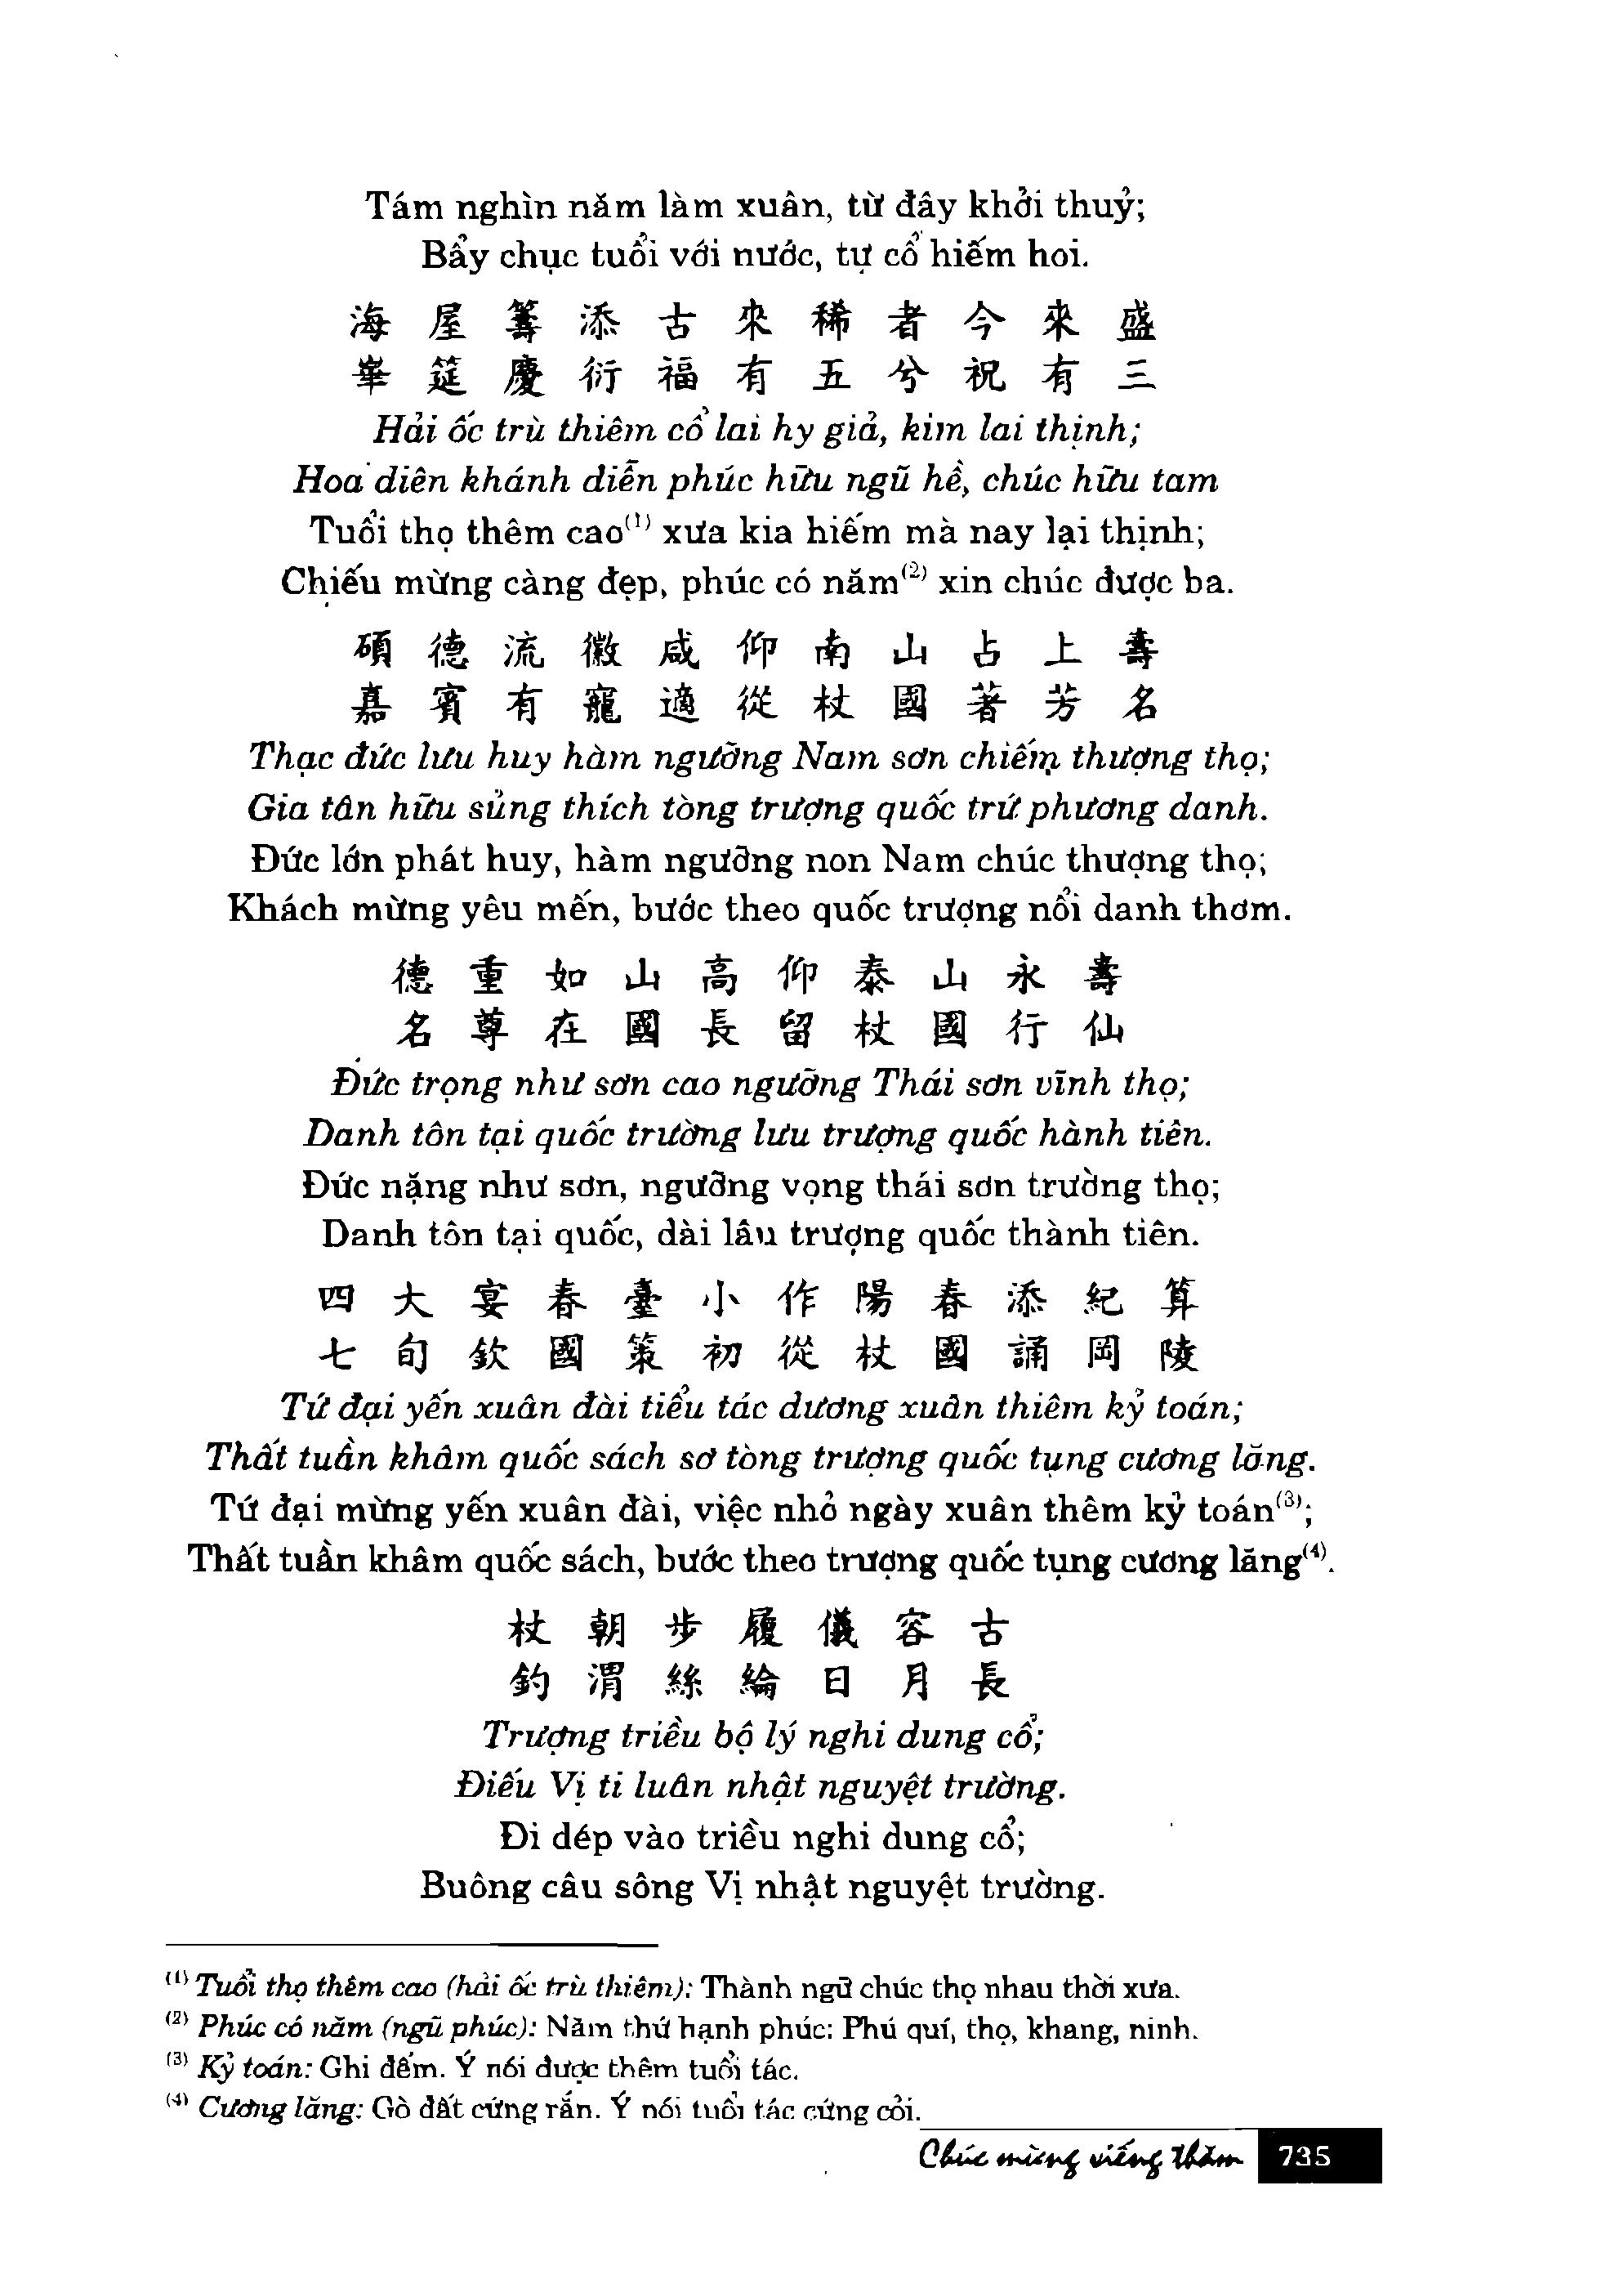 Tám nghìn năm làm xuân, từ đây khởi thuỷ;
Bẩy chục tuổi với nước, tự cổ hiếm hoi.
海屋籌添古來稀者今來盛
華筵慶衍福有五兮祝有三
Hải ốc trù thiêm cổ lai hy giả, kim lai thịnh;
Hoa diên khánh diễn phúc hữu ngũ hề, chúc hữu tam
Tuổi thọ thêm cao(1) xưa kia hiếm mà nay lại thịnh;
Chiếu mừng càng đẹp, phúc có năm(2) xin chúc được ba.
碩德流徽咸仰南山占上壽
嘉賓有寵適從杖國著芳名
Thạc đức lưu huy hàm ngưỡng Nam sơn chiếm thượng thọ;
Gia tân hữu sủng thích tòng trượng quốc trứ phương danh.
Đức lớn phát huy, hàm ngưỡng non Nam chúc thượng thọ;
Khách mừng yêu mến, bước theo quốc trượng nổi danh thơm.
德重如山高仰泰山永壽
名尊在國長留杖國行仙
Đức trọng như sơn cao ngưỡng Thái sơn vĩnh thọ;
Danh tôn tại quốc trường lưu trượng quốc hành tiên.
Đức nặng như sơn, ngưỡng vọng thái sơn trường thọ;
Danh tôn tại quốc, dài lâu trượng quốc thành tiên.
四大宴春臺小作陽春添紀算
七旬欽國策初從杖國誦岡陵
Tứ đại yến xuân đài tiểu tác dương xuân thiêm kỷ toán;
Thất tuần khâm quốc sách sơ tòng trượng quốc tụng cương lăng.
Tứ đại mừng yến xuân đài, việc nhỏ ngày xuân thêm kỷ toán(3);
Thất tuần khâm quốc sách, bước theo trượng quốc tụng cương lăng(4).
杖朝步履儀容古
釣渭絲綸日月長
Trượng triều bộ lý nghi dung cổ;
Điếu Vị ti luân nhật nguyệt trường.
Đi dép vào triều nghi dung cổ;
Buông câu sông Vị nhật nguyệt trường.
(1) Tuổi thọ thêm cao (hải ốc trù thiêm): Thành ngữ chúc thọ nhau thời xưa.
(2) Phúc có năm (ngũ phúc): Năm thứ hạnh phúc: Phú quí, thọ, khang, ninh.
(3) Kỷ toán: Ghi đếm. Ý nói được thêm tuổi tác.
(4) Cương lăng: Gò đất cứng rắn. Ý nói tuổi tác cứng cỏi.
Chúc mừng viếng thăm 735